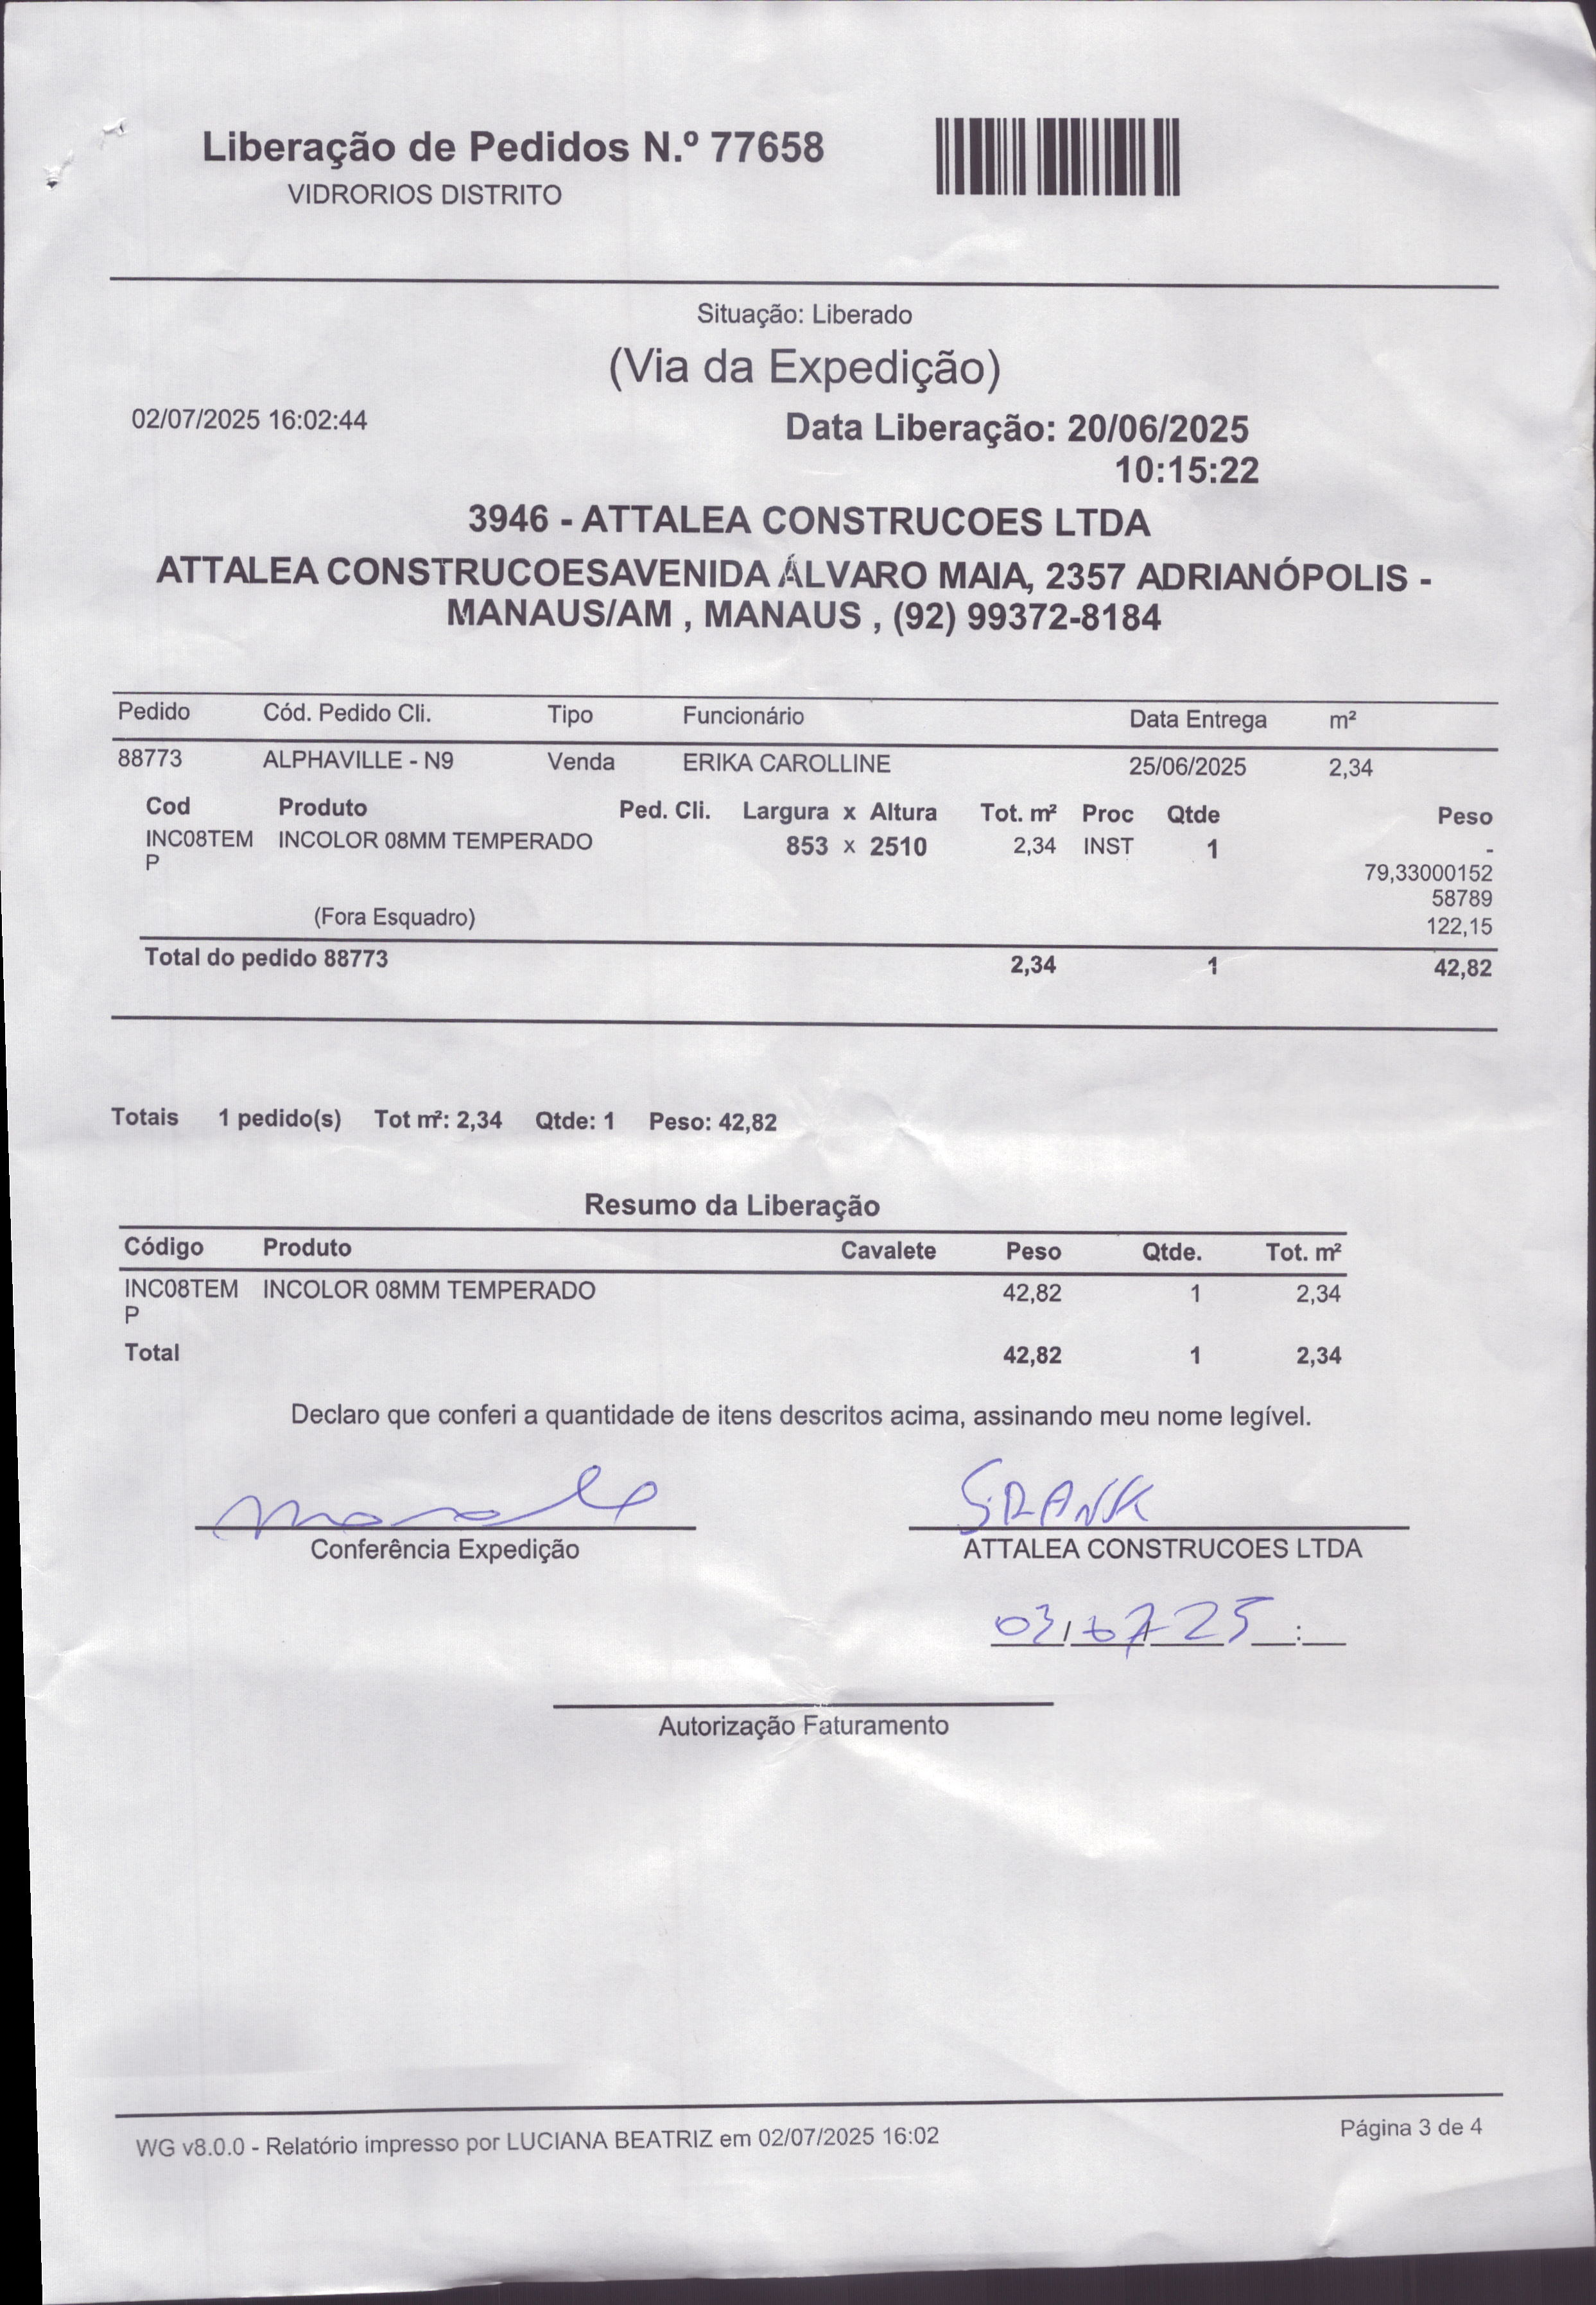 Liberação de Pedidos N.º 77658
VIDRORIOS DISTRITO
Situação: Liberado
(Via da Expedição)
02/07/2025 16:02:44
Data Liberação: 20/06/2025
10:15:22
3946 - ATTALEA CONSTRUCOES LTDA
ATTALEA CONSTRUCOESAVENIDA ÁLVARO MAIA, 2357 ADRIANÓPOLIS -
MANAUS/AM , MANAUS , (92) 99372-8184
Pedido Cód. Pedido Cli. Tipo Funcionário Data Entrega m²
88773 ALPHAVILLE - N9 Venda ERIKA CAROLLINE 25/06/2025 2,34
Cod Produto Ped. Cli. Largura x Altura Tot. m² Proc Qtde Peso
INC08TEM INCOLOR 08MM TEMPERADO 853 x 2510 2,34 INST 1 -
P 79,33000152
58789
(Fora Esquadro) 122,15
Total do pedido 88773 2,34 1 42,82
Totais 1 pedido(s) Tot m²: 2,34 Qtde: 1 Peso: 42,82
Resumo da Liberação
Código Produto Cavalete Peso Qtde. Tot. m²
INC08TEM INCOLOR 08MM TEMPERADO 42,82 1 2,34
P
Total 42,82 1 2,34
Declaro que conferi a quantidade de itens descritos acima, assinando meu nome legível.
Conferência Expedição ATTALEA CONSTRUCOES LTDA
03/07/25 :
Autorização Faturamento
WG v8.0.0 - Relatório impresso por LUCIANA BEATRIZ em 02/07/2025 16:02 Página 3 de 4